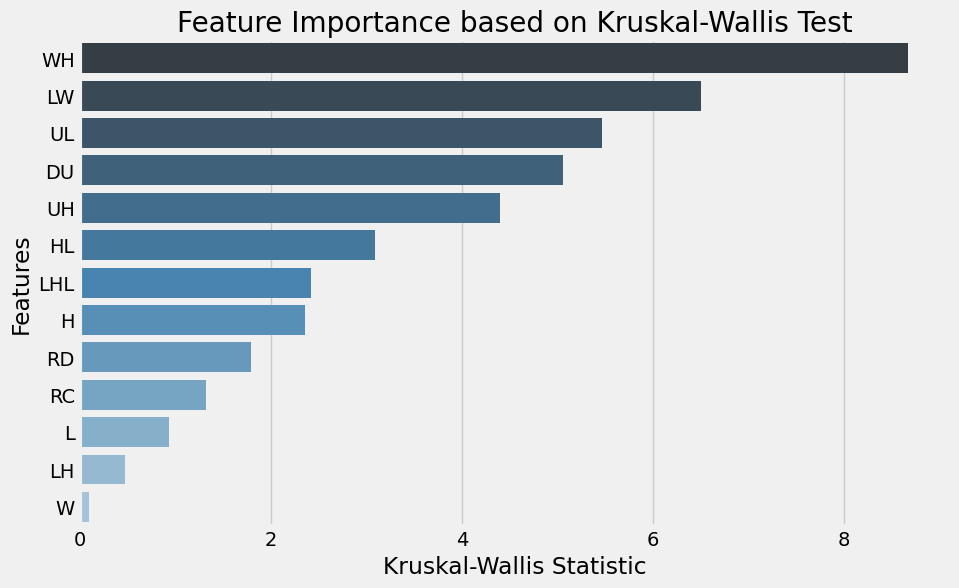 Feature Importance based on Kruskal-Wallis Test
WH
LW
UL
DU
UH
HL
LHL
H
RD
RC
L
LH
W
Features
0 2 4 6 8
Kruskal-Wallis Statistic